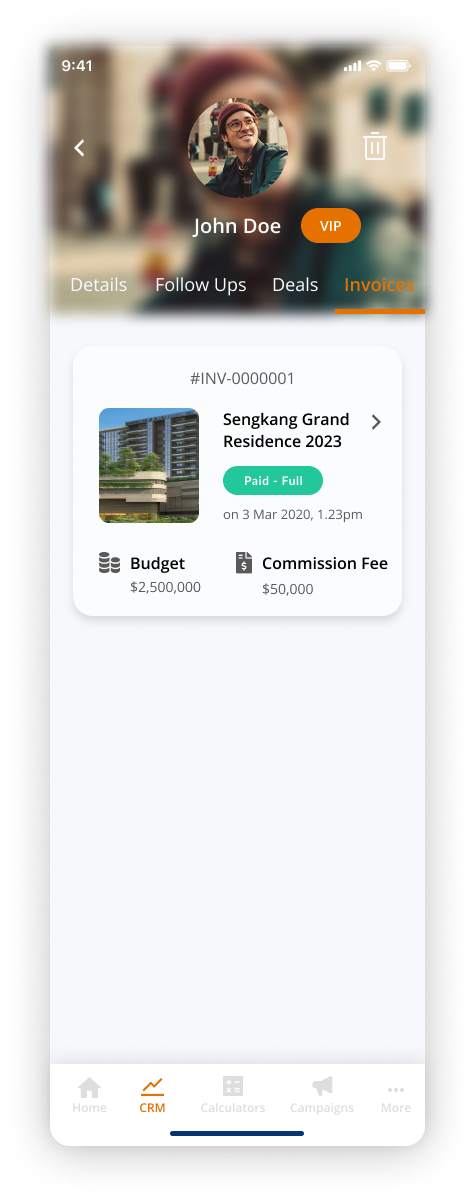 9:41
John Doe
VIP
Details Follow Ups Deals Invoices
#INV-0000001
Sengkang Grand
Residence 2023
Paid - Full
on 3 Mar 2020, 1.23pm
Budget
$2,500,000
Commission Fee
$50,000
Home CRM Calculators Campaigns More